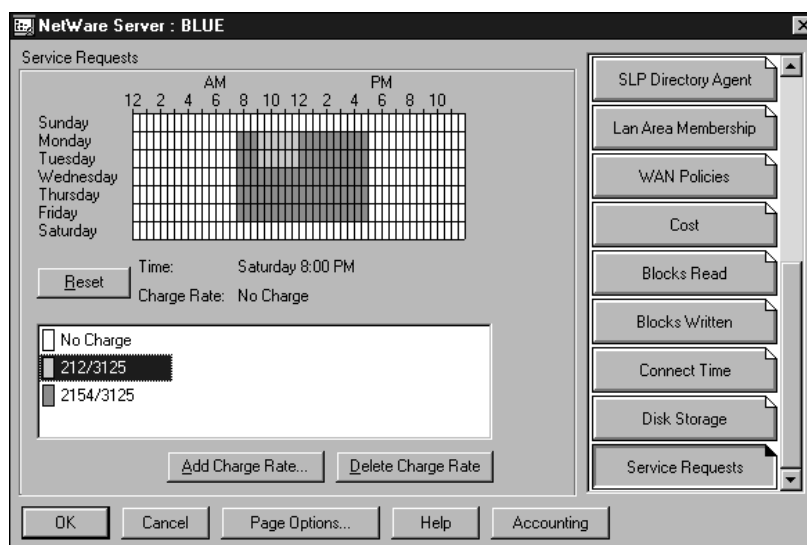 NetWare Server : BLUE
Service Requests
AM PM
12 2 4 6 8 10 12 2 4 6 8 10
Sunday
Monday
Tuesday
Wednesday
Thursday
Friday
Saturday
Reset
Time: Saturday 8:00 PM
Charge Rate: No Charge
No Charge
212/3125
2154/3125
Add Charge Rate... Delete Charge Rate
SLP Directory Agent
Lan Area Membership
WAN Policies
Cost
Blocks Read
Blocks Written
Connect Time
Disk Storage
Service Requests
OK Cancel Page Options... Help Accounting